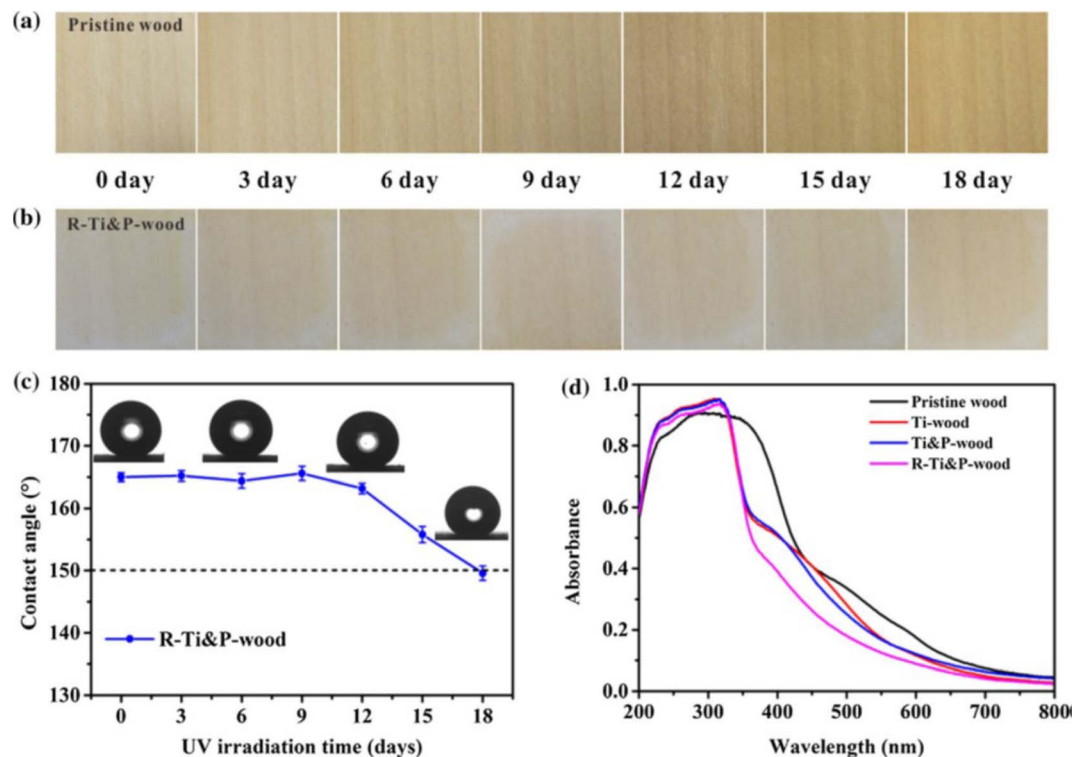 (a)
Pristine wood
0 day 3 day 6 day 9 day 12 day 15 day 18 day
(b)
R-Ti&P-wood
(c)
180
170
160
150
140
130
Contact angle (°)
R-Ti&P-wood
0 3 6 9 12 15 18
UV irradiation time (days)
(d)
1.0
0.8
0.6
0.4
0.2
0.0
Absorbance
Pristine wood
Ti-wood
Ti&P-wood
R-Ti&P-wood
200 300 400 500 600 700 8000
Wavelength (nm)